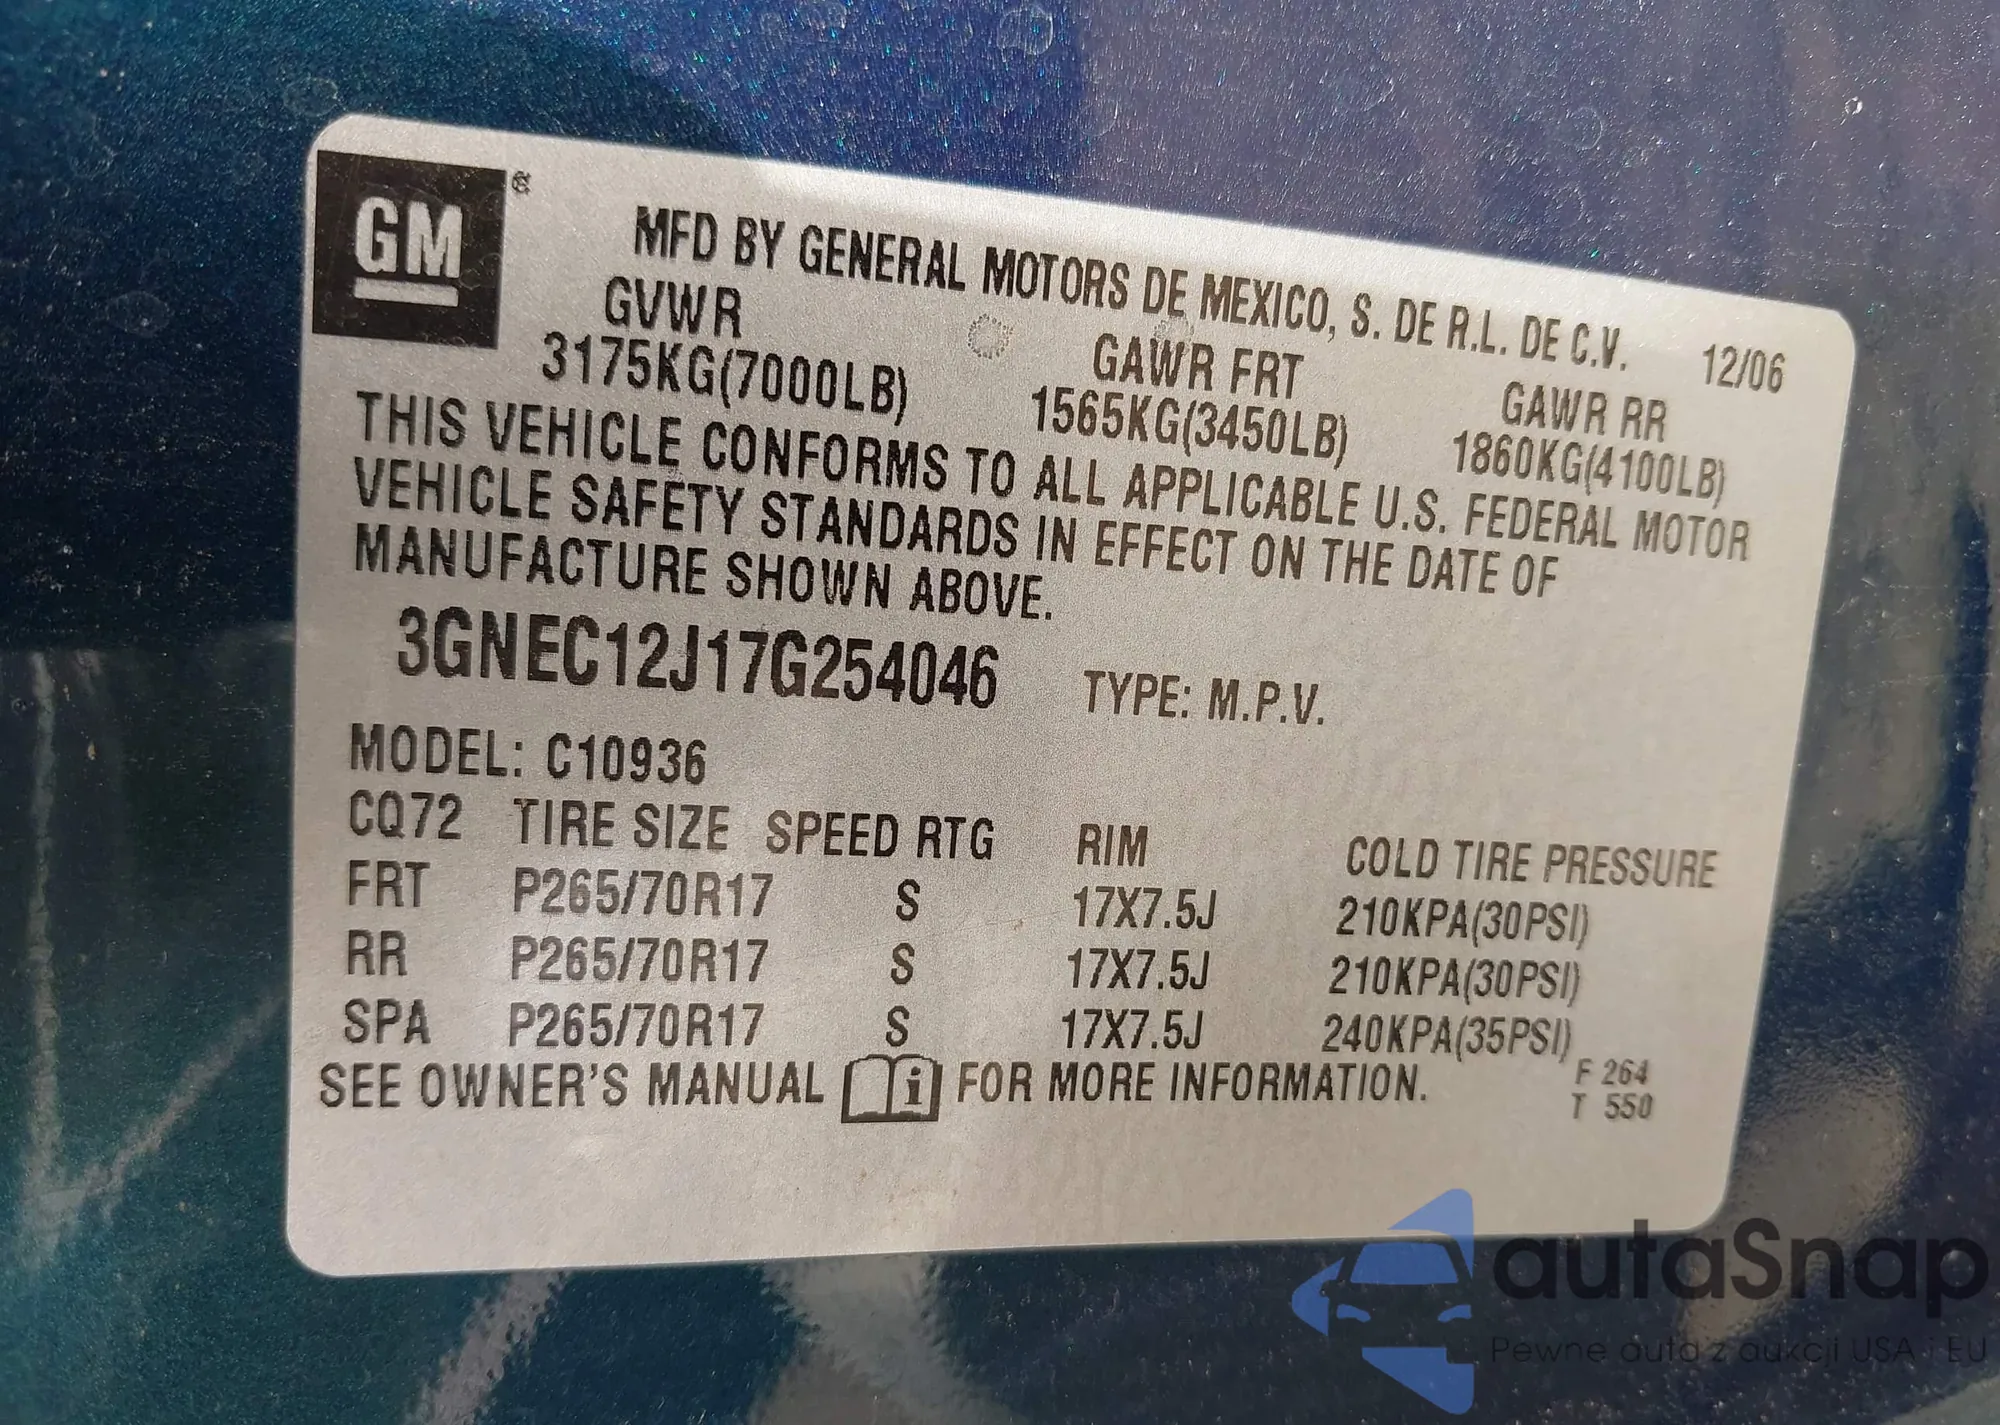 GM
MFD BY GENERAL MOTORS DE MEXICO, S. DE R.L. DE C.V. 12/06
GVWR GAWR FRT GAWR RR
3175KG(7000LB) 1565KG(3450LB) 1860KG(4100LB)
THIS VEHICLE CONFORMS TO ALL APPLICABLE U.S. FEDERAL MOTOR
VEHICLE SAFETY STANDARDS IN EFFECT ON THE DATE OF
MANUFACTURE SHOWN ABOVE.
3GNEC12J17G254046 TYPE: M.P.V.
MODEL: C10936
CQ72 TIRE SIZE SPEED RTG RIM COLD TIRE PRESSURE
FRT P265/70R17 S 17X7.5J 210KPA(30PSI)
RR P265/70R17 S 17X7.5J 210KPA(30PSI)
SPA P265/70R17 S 17X7.5J 240KPA(35PSI)
SEE OWNER'S MANUAL i FOR MORE INFORMATION.
F 264
T 550
autaSnap
Pewne auta z aukcji USA i EU